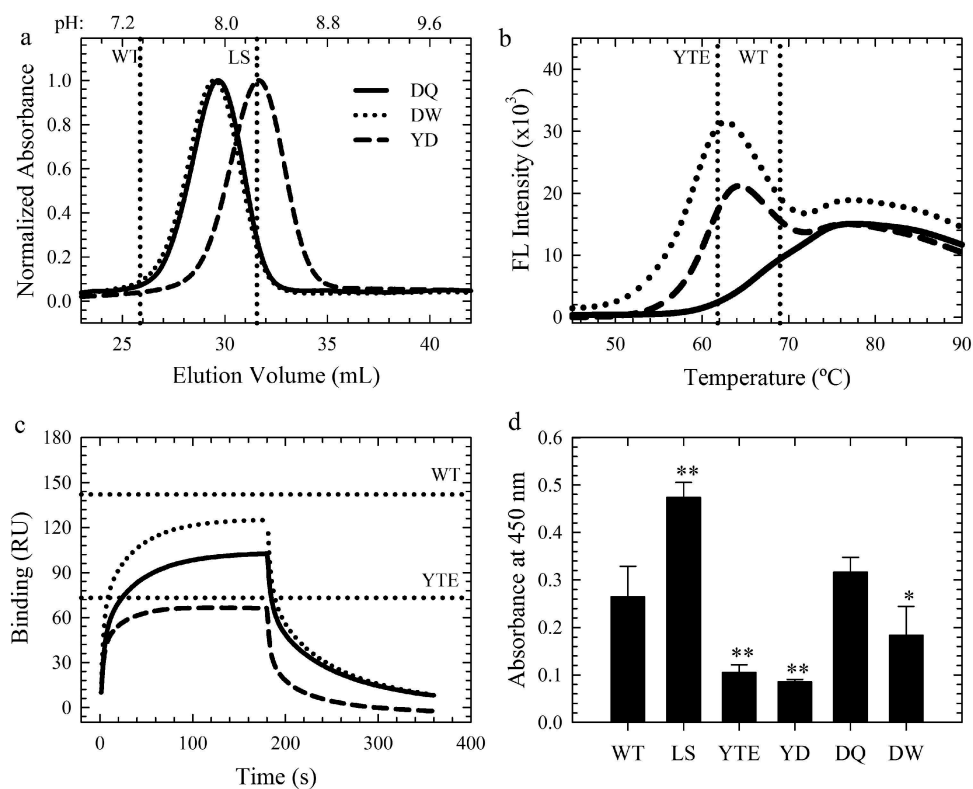 pH: 7.2 8.0 8.8 9.6
a
WT
LS
1.0
0.8
0.6
0.4
0.2
0.0
Normalized Absorbance
DQ
DW
YD
25 30 35 40
Elution Volume (mL)
b
YTE
WT
40
30
20
10
0
FL Intensity (x10³)
50 60 70 80 90
Temperature (ºC)
c
180
150
120
90
60
30
0
Binding (RU)
WT
YTE
0 100 200 300 400
Time (s)
d
0.6
0.5
0.4
0.3
0.2
0.1
0.0
Absorbance at 450 nm
**
**
**
*
WT LS YTE YD DQ DW